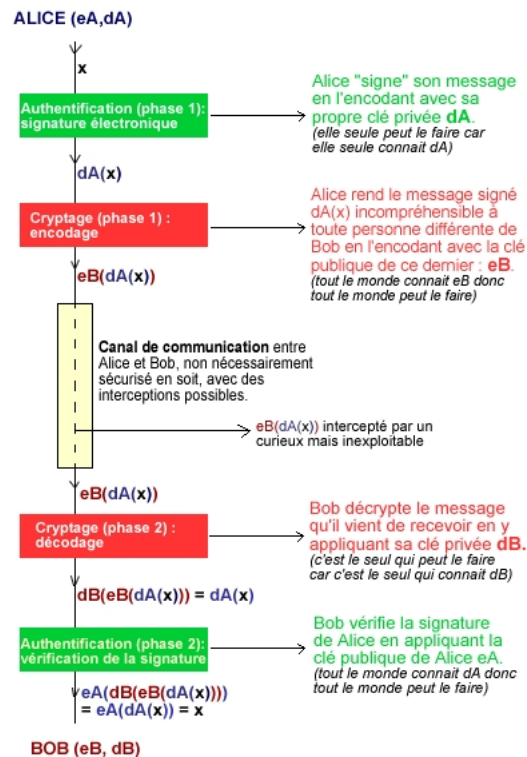 ALICE (eA,dA)
x
Authentification (phase 1):
signature électronique
Alice "signe" son message
en l'encodant avec sa
propre clé privée dA.
(elle seule peut le faire car
elle seule connait dA)
dA(x)
Cryptage (phase 1) :
encodage
Alice rend le message signé
dA(x) incompréhensible à
toute personne différente de
Bob en l'encodant avec la clé
publique de ce dernier : eB.
(tout le monde connait eB donc
tout le monde peut le faire)
eB(dA(x))
Canal de communication entre
Alice et Bob, non nécessairement
sécurisé en soit, avec des
interceptions possibles.
eB(dA(x)) intercepté par un
curieux mais inexploitable
eB(dA(x))
Cryptage (phase 2) :
décodage
Bob décrypte le message
qu'il vient de recevoir en y
appliquant sa clé privée dB.
(c'est le seul qui peut le faire
car c'est le seul qui connait dB)
dB(eB(dA(x))) = dA(x)
Authentification (phase 2):
vérification de la signature
Bob vérifie la signature
de Alice en appliquant la
clé publique de Alice eA.
(tout le monde connait dA donc
tout le monde peut le faire)
eA(dB(eB(dA(x))))
= eA(dA(x)) = x
BOB (eB, dB)